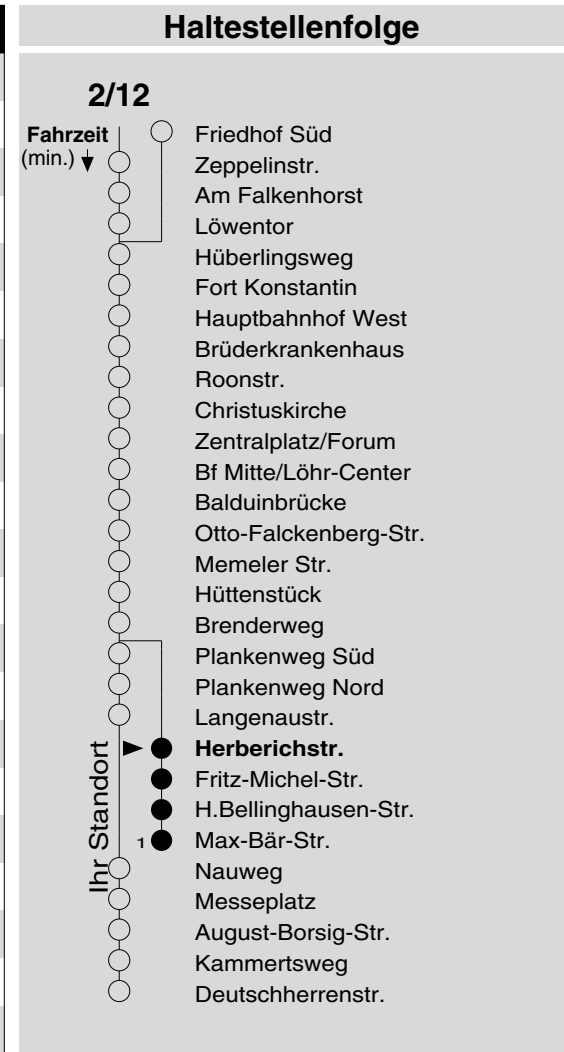 Haltestellenfolge
2/12
Fahrzeit
(min.)
Friedhof Süd
Zeppelinstr.
Am Falkenhorst
Löwentor
Hüberlingsweg
Fort Konstantin
Hauptbahnhof West
Brüderkrankenhaus
Roonstr.
Christuskirche
Zentralplatz/Forum
Bf Mitte/Löhr-Center
Balduinbrücke
Otto-Falckenberg-Str.
Memeler Str.
Hüttenstück
Brenderweg
Plankenweg Süd
Plankenweg Nord
Langenaustr.
Ihr Standort
Herberichstr.
Fritz-Michel-Str.
H.Bellinghausen-Str.
1 Max-Bär-Str.
Nauweg
Messeplatz
August-Borsig-Str.
Kammertsweg
Deutschherrenstr.